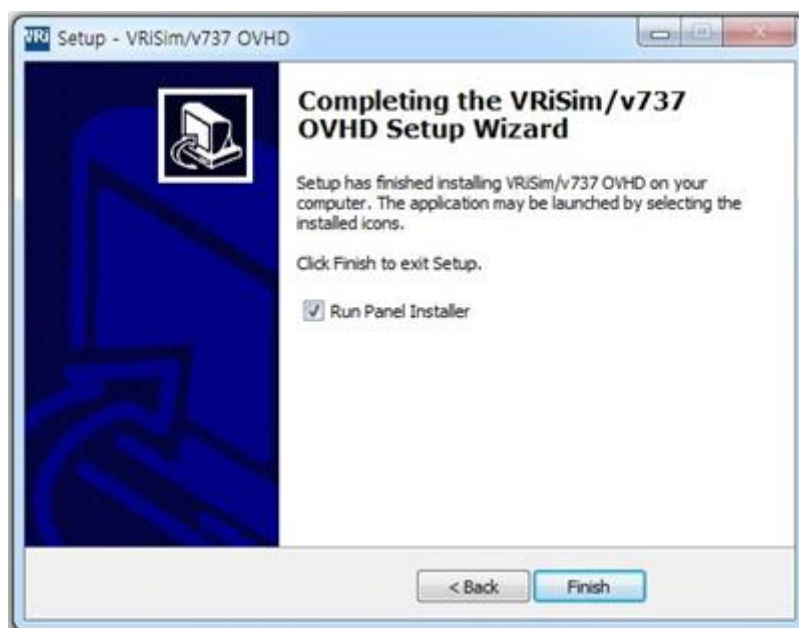 VRi Setup - VRiSim/v737 OVHD
Completing the VRiSim/v737
OVHD Setup Wizard
Setup has finished installing VRiSim/v737 OVHD on your
computer. The application may be launched by selecting the
installed icons.
Click Finish to exit Setup.
Run Panel Installer
< Back Finish